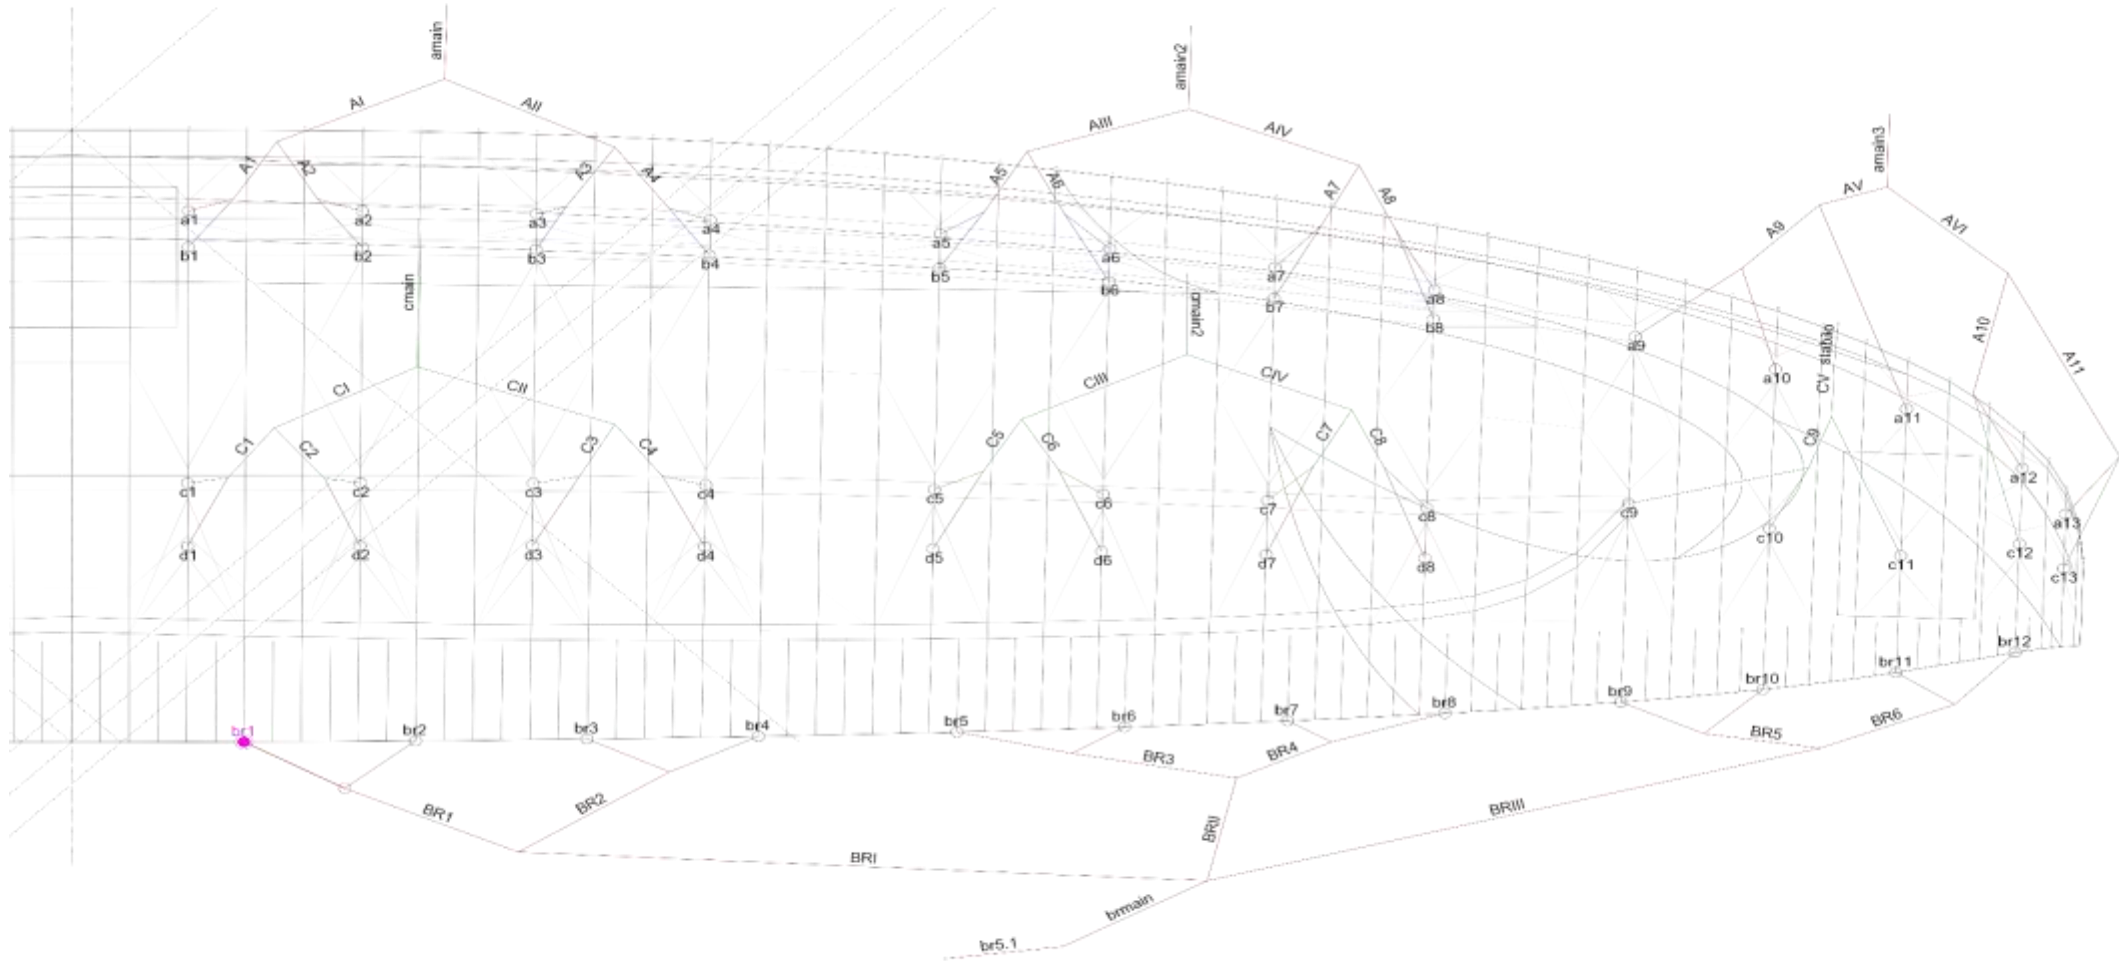 amain
amain2
amain3
AI
AII
AIII
AIV
AV
AVI
A1
A2
A3
A4
A5
A6
A7
A8
A9
A10
A11
a1
a2
a3
a4
a5
a6
a7
a8
a9
a10
a11
a12
a13
b1
b2
b3
b4
b5
b6
b7
b8
cmain
cmain2
CV stabilo
CI
CII
CIII
CIV
C1
C2
C3
C4
C5
C6
C7
C8
C9
c1
c2
c3
c4
c5
c6
c7
c8
c9
c10
c11
c12
c13
d1
d2
d3
d4
d5
d6
d7
d8
br1
br2
br3
br4
br5
br6
br7
br8
br9
br10
br11
br12
BR1
BR2
BR3
BR4
BR5
BR6
BRI
BRII
BRIII
brmain
br5.1